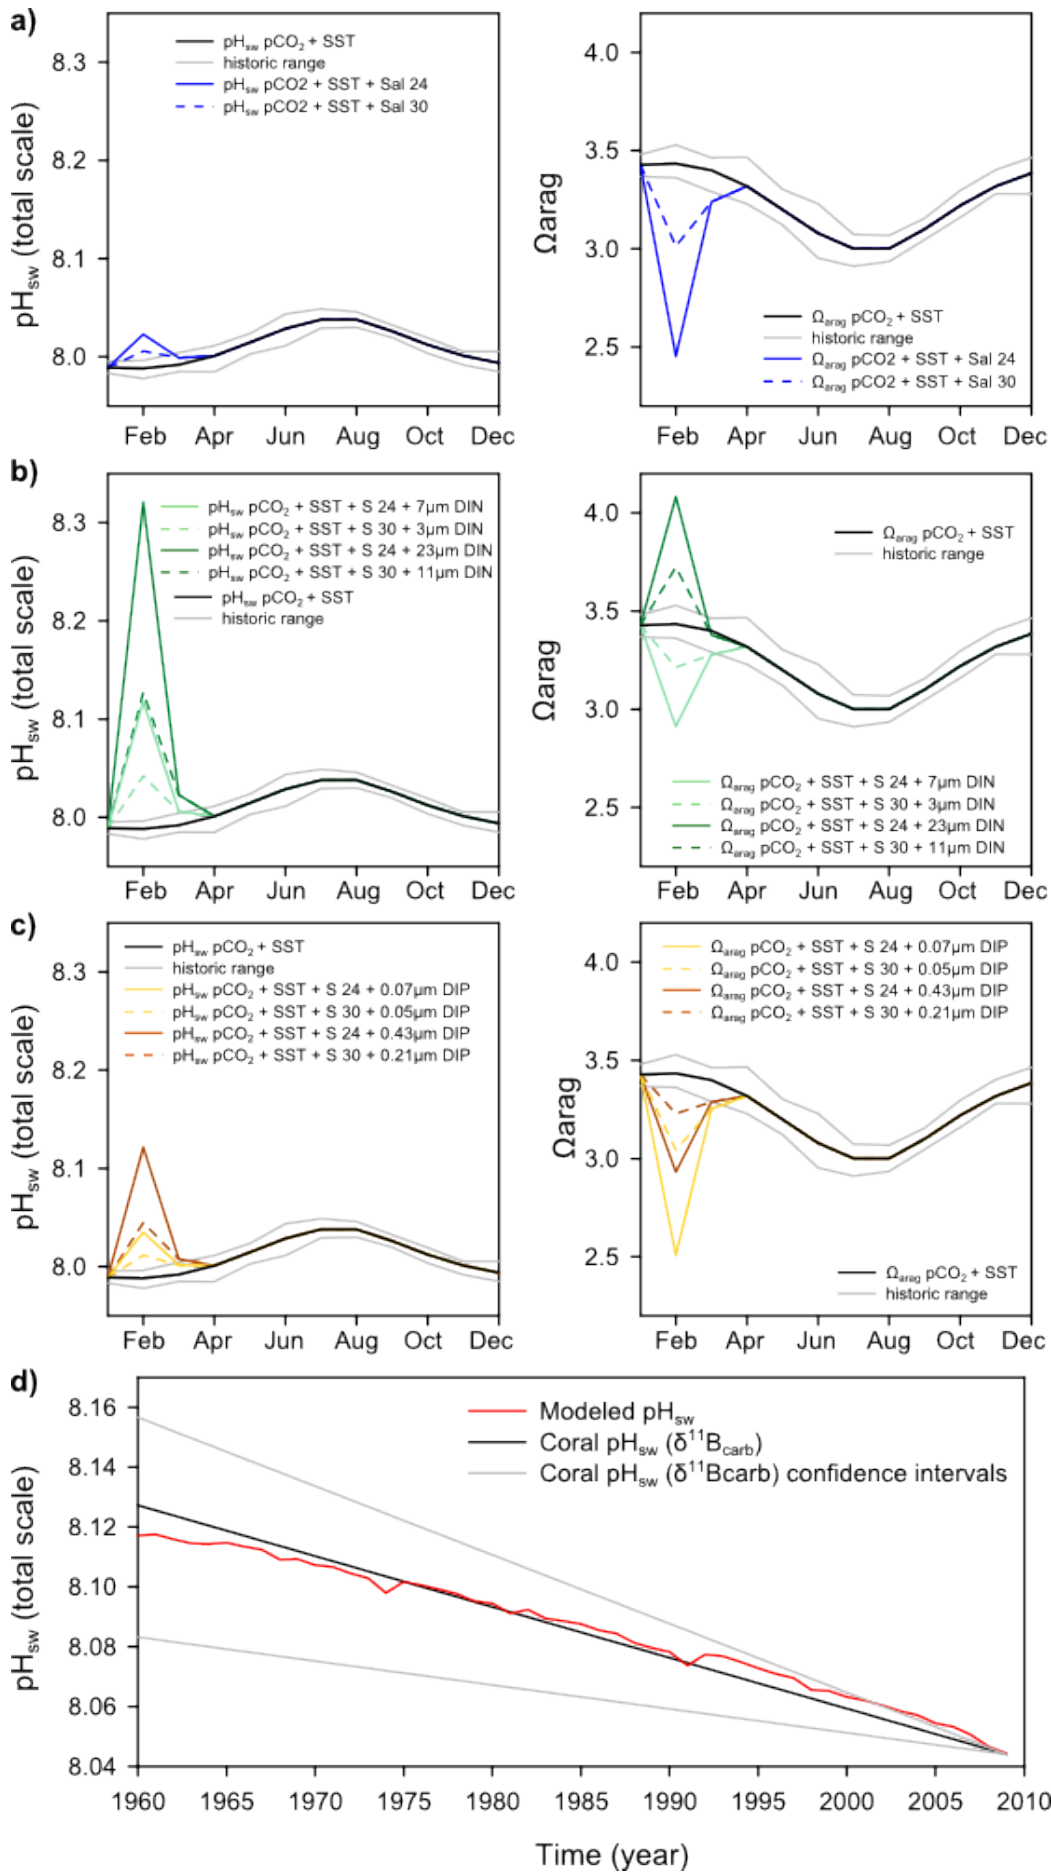 a)
pHsw (total scale)
8.3
8.2
8.1
8.0
pHsw pCO2 + SST
historic range
pHsw pCO2 + SST + Sal 24
pHsw pCO2 + SST + Sal 30
Feb Apr Jun Aug Oct Dec
Ωarag
4.0
3.5
3.0
2.5
Ωarag pCO2 + SST
historic range
Ωarag pCO2 + SST + Sal 24
Ωarag pCO2 + SST + Sal 30
Feb Apr Jun Aug Oct Dec
b)
pHsw (total scale)
8.3
8.2
8.1
8.0
pHsw pCO2 + SST + S 24 + 7µm DIN
pHsw pCO2 + SST + S 30 + 3µm DIN
pHsw pCO2 + SST + S 24 + 23µm DIN
pHsw pCO2 + SST + S 30 + 11µm DIN
pHsw pCO2 + SST
historic range
Feb Apr Jun Aug Oct Dec
Ωarag
4.0
3.5
3.0
2.5
Ωarag pCO2 + SST
historic range
Ωarag pCO2 + SST + S 24 + 7µm DIN
Ωarag pCO2 + SST + S 30 + 3µm DIN
Ωarag pCO2 + SST + S 24 + 23µm DIN
Ωarag pCO2 + SST + S 30 + 11µm DIN
Feb Apr Jun Aug Oct Dec
c)
pHsw (total scale)
8.3
8.2
8.1
8.0
pHsw pCO2 + SST
historic range
pHsw pCO2 + SST + S 24 + 0.07µm DIP
pHsw pCO2 + SST + S 30 + 0.05µm DIP
pHsw pCO2 + SST + S 24 + 0.43µm DIP
pHsw pCO2 + SST + S 30 + 0.21µm DIP
Feb Apr Jun Aug Oct Dec
Ωarag
4.0
3.5
3.0
2.5
Ωarag pCO2 + SST + S 24 + 0.07µm DIP
Ωarag pCO2 + SST + S 30 + 0.05µm DIP
Ωarag pCO2 + SST + S 24 + 0.43µm DIP
Ωarag pCO2 + SST + S 30 + 0.21µm DIP
Ωarag pCO2 + SST
historic range
Feb Apr Jun Aug Oct Dec
d)
pHsw (total scale)
8.16
8.14
8.12
8.10
8.08
8.06
8.04
Modeled pHsw
Coral pHsw (δ11Bcarb)
Coral pHsw (δ11Bcarb) confidence intervals
1960 1965 1970 1975 1980 1985 1990 1995 2000 2005 2010
Time (year)